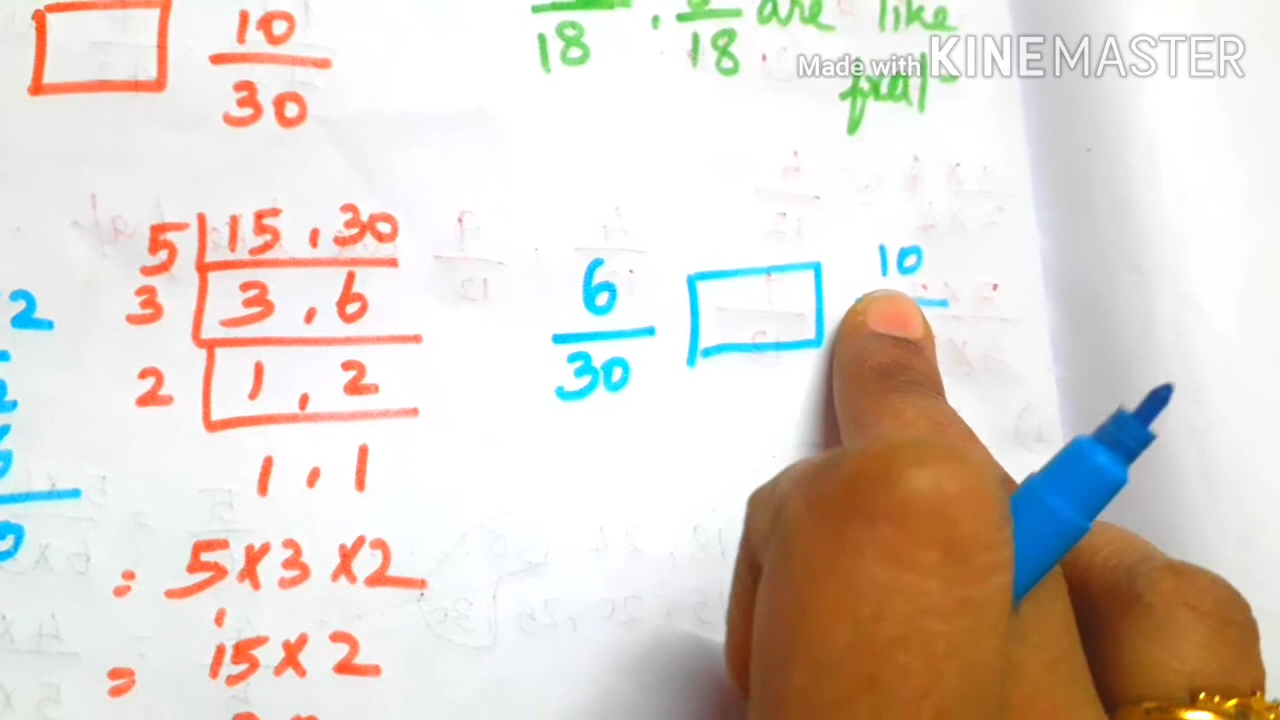 10
30
18 , 18 are like
Made with KINEMASTER
5 | 15 , 30
3 | 3 , 6
2 | 1 , 2
1 , 1
= 5 x 3 x 2
= 15 x 2
6
30
10
2